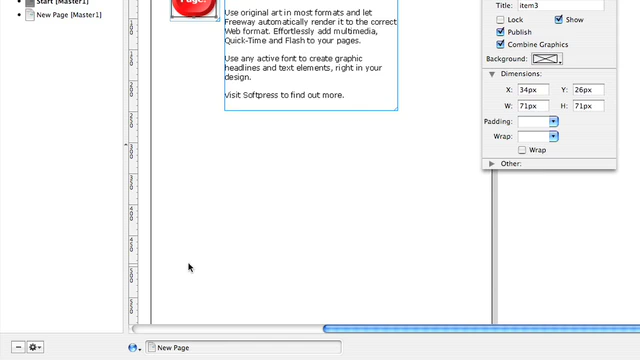 Start [Master1]
New Page [Master1]
Page!
Use original art in most formats and let
Freeway automatically render it to the correct
Web format. Effortlessly add multimedia,
Quick-Time and Flash to your pages.
Use any active font to create graphic
headlines and text elements, right in your
design.
Visit Softpress to find out more.
Title: item3
Lock Show
Publish
Combine Graphics
Background:
Dimensions:
X: 34px Y: 26px
W: 71px H: 71px
Padding:
Wrap:
Wrap
Other:
New Page